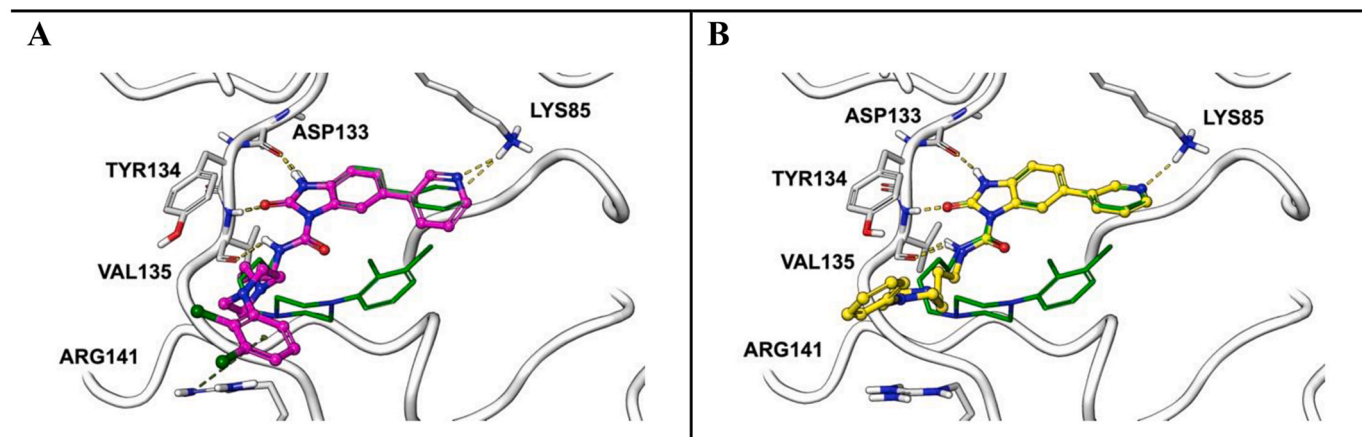 A
B
ASP133
LYS85
TYR134
VAL135
ARG141
ASP133
LYS85
TYR134
VAL135
ARG141